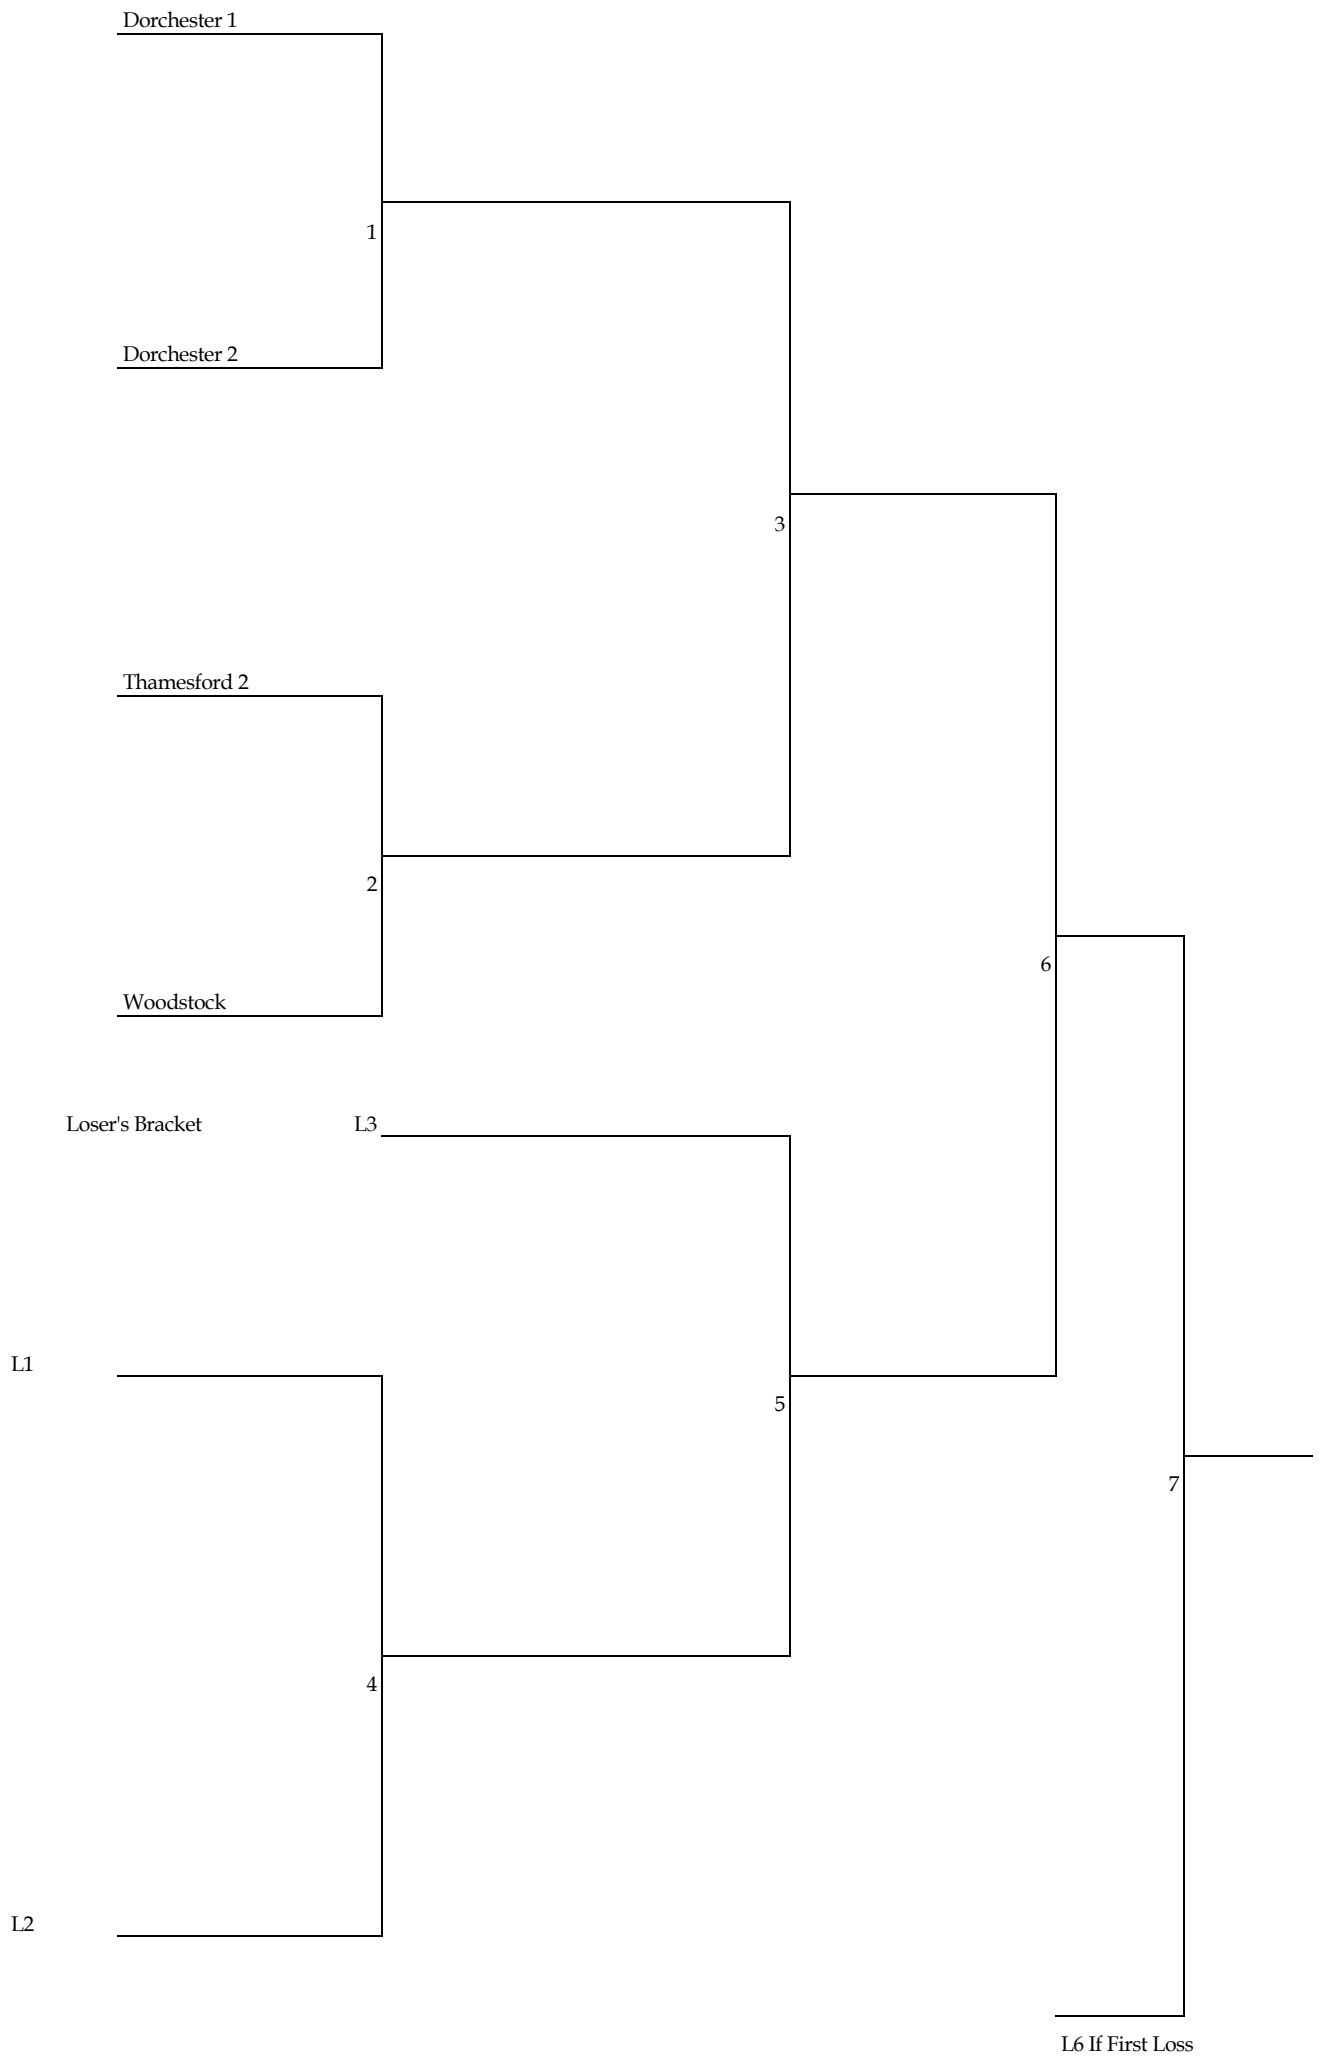 Dorchester 1
1
Dorchester 2
3
Thamesford 2
2
6
Woodstock
Loser's Bracket
L3
L1
5
7
4
L2
L6 If First Loss